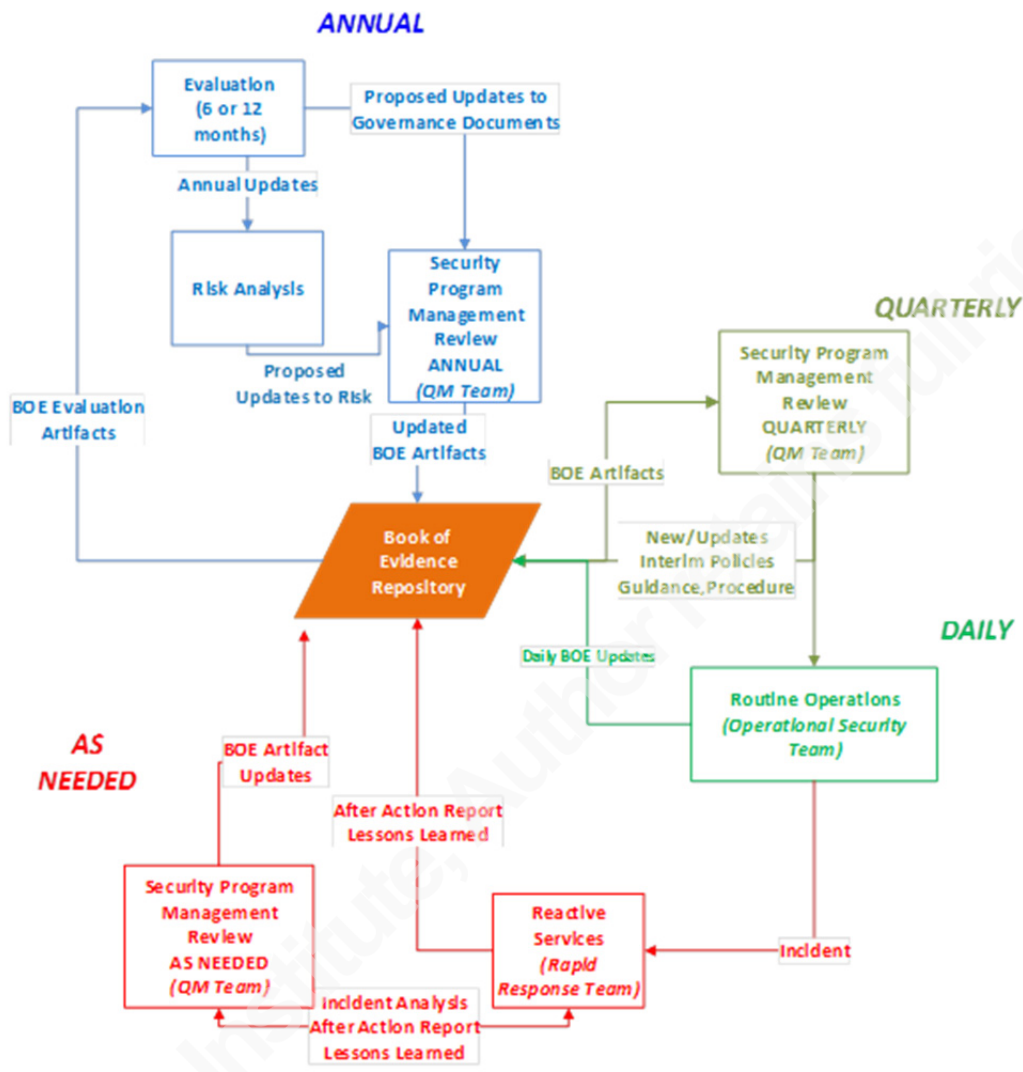 ANNUAL
Evaluation
(6 or 12
months)
Proposed Updates to
Governance Documents
Annual Updates
Risk Analysis
Security
Program
Management
Review
ANNUAL
(QM Team)
Proposed
Updates to Risk
BOE Evaluation
Artifacts
Updated
BOE Artifacts
QUARTERLY
Security Program
Management
Review
QUARTERLY
(QM Team)
BOE Artifacts
Book of
Evidence
Repository
New/Updates
Interim Policies
Guidance,Procedure
DAILY
Daily BOE Updates
Routine Operations
(Operational Security
Team)
AS
NEEDED
BOE Artifact
Updates
After Action Report
Lessons Learned
Security Program
Management
Review
AS NEEDED
(QM Team)
Reactive
Services
(Rapid
Response Team)
Incident
Incident Analysis
After Action Report
Lessons Learned
Institute, Author retains full